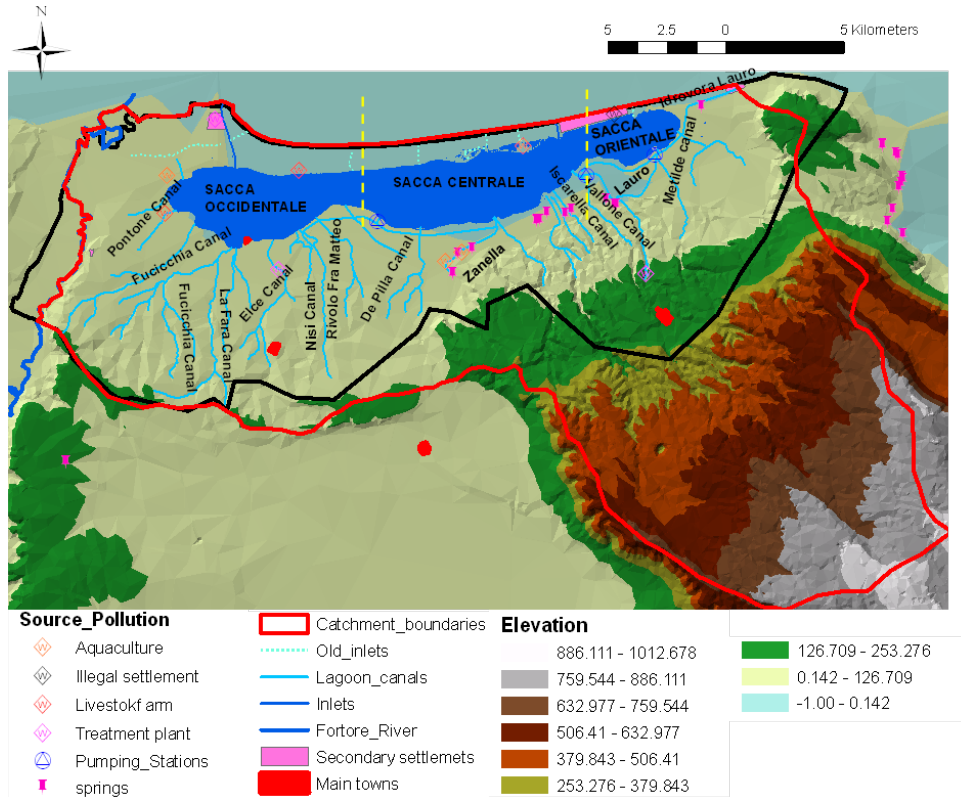 N
5 2.5 0 5 Kilometers
Idrovora Lauro
SACCA
ORIENTALE
SACCA
OCCIDENTALE
SACCA CENTRALE
Pontone Canal
Fucicchia Canal
Fucicchia Canal
La Fara Canal
Elce Canal
Nisi Canal
Rivolo Fra Matteo
De Pilla Canal
Zanella
Iscarella Canal
Vallone Canal
Lauro
Metilde canal
Source_Pollution
Aquaculture
Illegal settlement
Livestokf arm
Treatment plant
Pumping_Stations
springs
Catchment_boundaries
Old_inlets
Lagoon_canals
Inlets
Fortore_River
Secondary settlemets
Main towns
Elevation
886.111 - 1012.678
759.544 - 886.111
632.977 - 759.544
506.41 - 632.977
379.843 - 506.41
253.276 - 379.843
126.709 - 253.276
0.142 - 126.709
-1.00 - 0.142